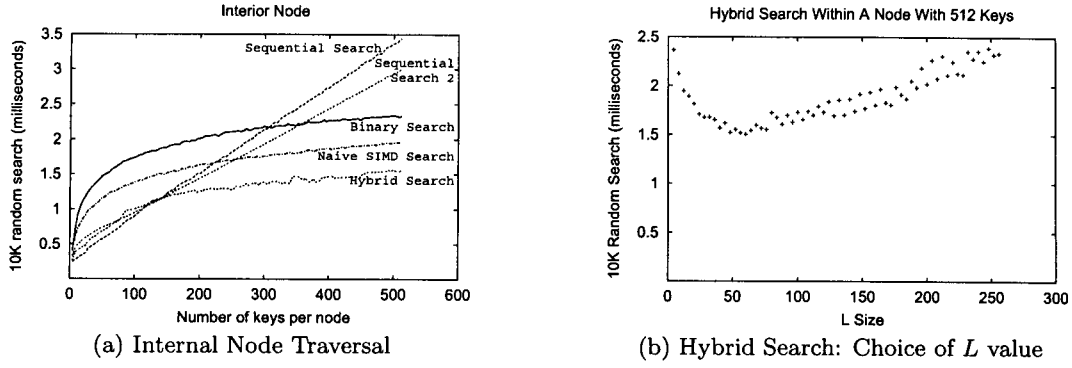 Interior Node
10K random search (milliseconds)
3.5
3
2.5
2
1.5
1
0.5
Sequential Search
Sequential
Search 2
Binary Search
Naive SIMD Search
Hybrid Search
0 100 200 300 400 500 600
Number of keys per node
(a) Internal Node Traversal
Hybrid Search Within A Node With 512 Keys
10K Random Search (milliseconds)
2.5
2
1.5
1
0.5
0 50 100 150 200 250 300
L Size
(b) Hybrid Search: Choice of L value